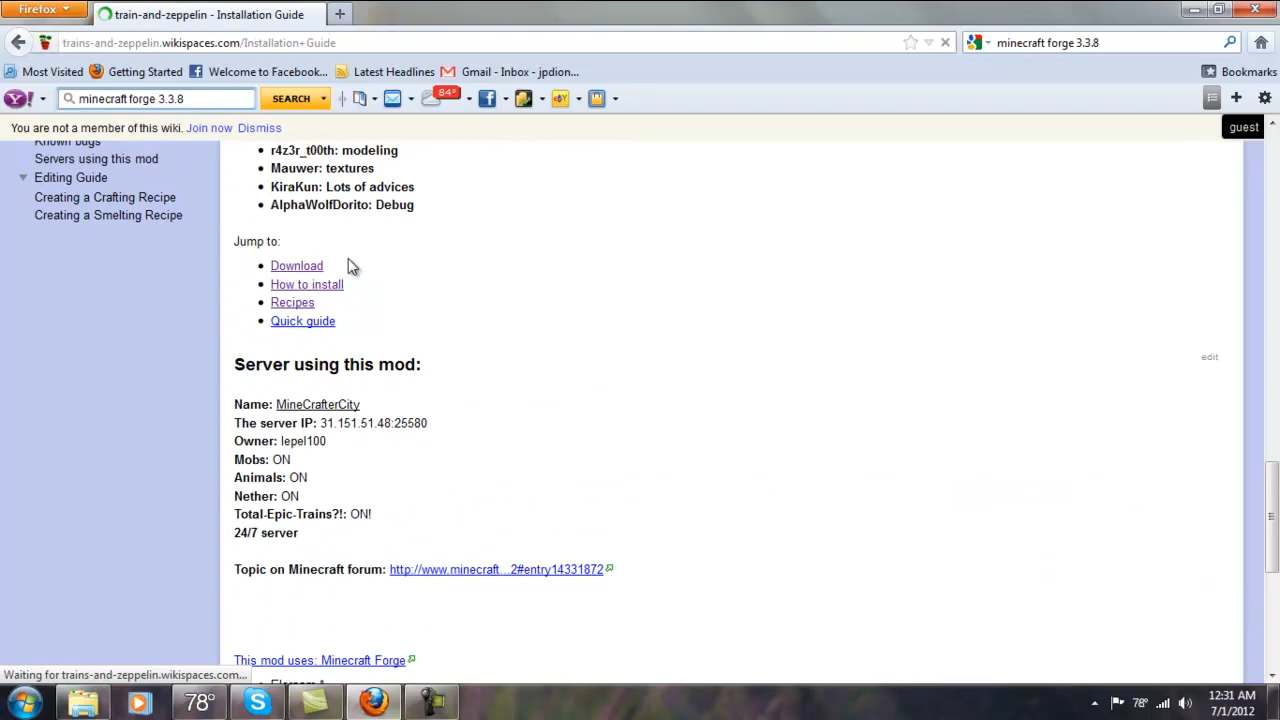 Firefox
train-and-zeppelin - Installation Guide
trains-and-zeppelin.wikispaces.com/Installation+Guide
minecraft forge 3.3.8
Most Visited
Getting Started
Welcome to Facebook...
Latest Headlines
Gmail - Inbox - jpdion...
Bookmarks
minecraft forge 3.3.8
SEARCH
84°
You are not a member of this wiki. Join now Dismiss
guest
Known bugs
Servers using this mod
Editing Guide
Creating a Crafting Recipe
Creating a Smelting Recipe
r4z3r_t00th: modeling
Mauwer: textures
KiraKun: Lots of advices
AlphaWolfDorito: Debug
Jump to:
Download
How to install
Recipes
Quick guide
Server using this mod:
edit
Name: MineCrafterCity
The server IP: 31.151.51.48:25580
Owner: lepel100
Mobs: ON
Animals: ON
Nether: ON
Total-Epic-Trains?!: ON!
24/7 server
Topic on Minecraft forum: http://www.minecraft...2#entry14331872
This mod uses: Minecraft Forge
Waiting for trains-and-zeppelin.wikispaces.com...
78°
78°
12:31 AM
7/1/2012